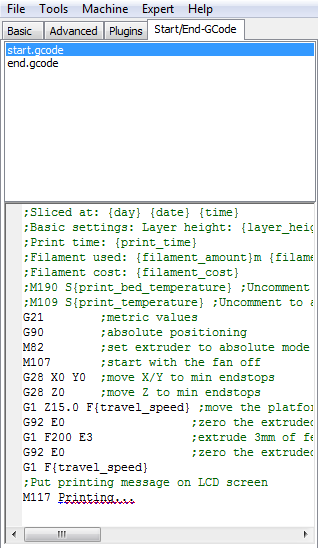 File Tools Machine Expert Help
Basic Advanced Plugins Start/End-GCode
start.gcode
end.gcode
;Sliced at: {day} {date} {time}
;Basic settings: Layer height: {layer_heig
;Print time: {print_time}
;Filament used: {filament_amount}m {filame
;Filament cost: {filament_cost}
;M190 S{print_bed_temperature} ;Uncomment
;M109 S{print_temperature} ;Uncomment to a
G21 ;metric values
G90 ;absolute positioning
M82 ;set extruder to absolute mode
M107 ;start with the fan off
G28 X0 Y0 ;move X/Y to min endstops
G28 Z0 ;move Z to min endstops
G1 Z15.0 F{travel_speed} ;move the platfor
G92 E0 ;zero the extruded
G1 F200 E3 ;extrude 3mm of fe
G92 E0 ;zero the extruded
G1 F{travel_speed}
;Put printing message on LCD screen
M117 Printing...